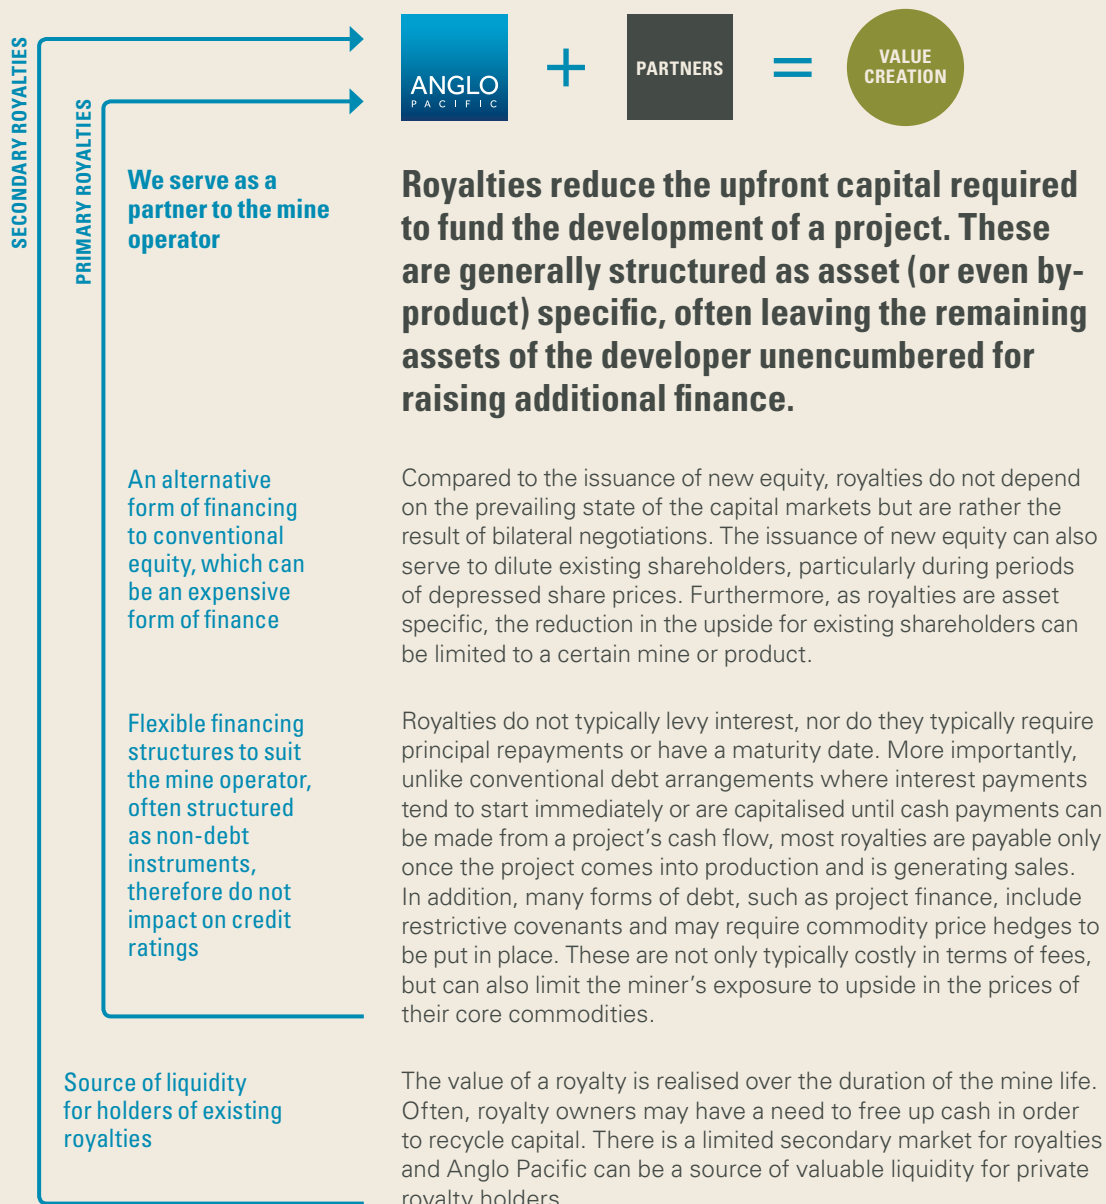 SECONDARY ROYALTIES
PRIMARY ROYALTIES
ANGLO
PACIFIC
+
PARTNERS
=
VALUE
CREATION
We serve as a
partner to the mine
operator
Royalties reduce the upfront capital required
to fund the development of a project. These
are generally structured as asset (or even by-
product) specific, often leaving the remaining
assets of the developer unencumbered for
raising additional finance.
An alternative
form of financing
to conventional
equity, which can
be an expensive
form of finance
Compared to the issuance of new equity, royalties do not depend
on the prevailing state of the capital markets but are rather the
result of bilateral negotiations. The issuance of new equity can also
serve to dilute existing shareholders, particularly during periods
of depressed share prices. Furthermore, as royalties are asset
specific, the reduction in the upside for existing shareholders can
be limited to a certain mine or product.
Flexible financing
structures to suit
the mine operator,
often structured
as non-debt
instruments,
therefore do not
impact on credit
ratings
Royalties do not typically levy interest, nor do they typically require
principal repayments or have a maturity date. More importantly,
unlike conventional debt arrangements where interest payments
tend to start immediately or are capitalised until cash payments can
be made from a project's cash flow, most royalties are payable only
once the project comes into production and is generating sales.
In addition, many forms of debt, such as project finance, include
restrictive covenants and may require commodity price hedges to
be put in place. These are not only typically costly in terms of fees,
but can also limit the miner's exposure to upside in the prices of
their core commodities.
Source of liquidity
for holders of existing
royalties
The value of a royalty is realised over the duration of the mine life.
Often, royalty owners may have a need to free up cash in order
to recycle capital. There is a limited secondary market for royalties
and Anglo Pacific can be a source of valuable liquidity for private
royalty holders.